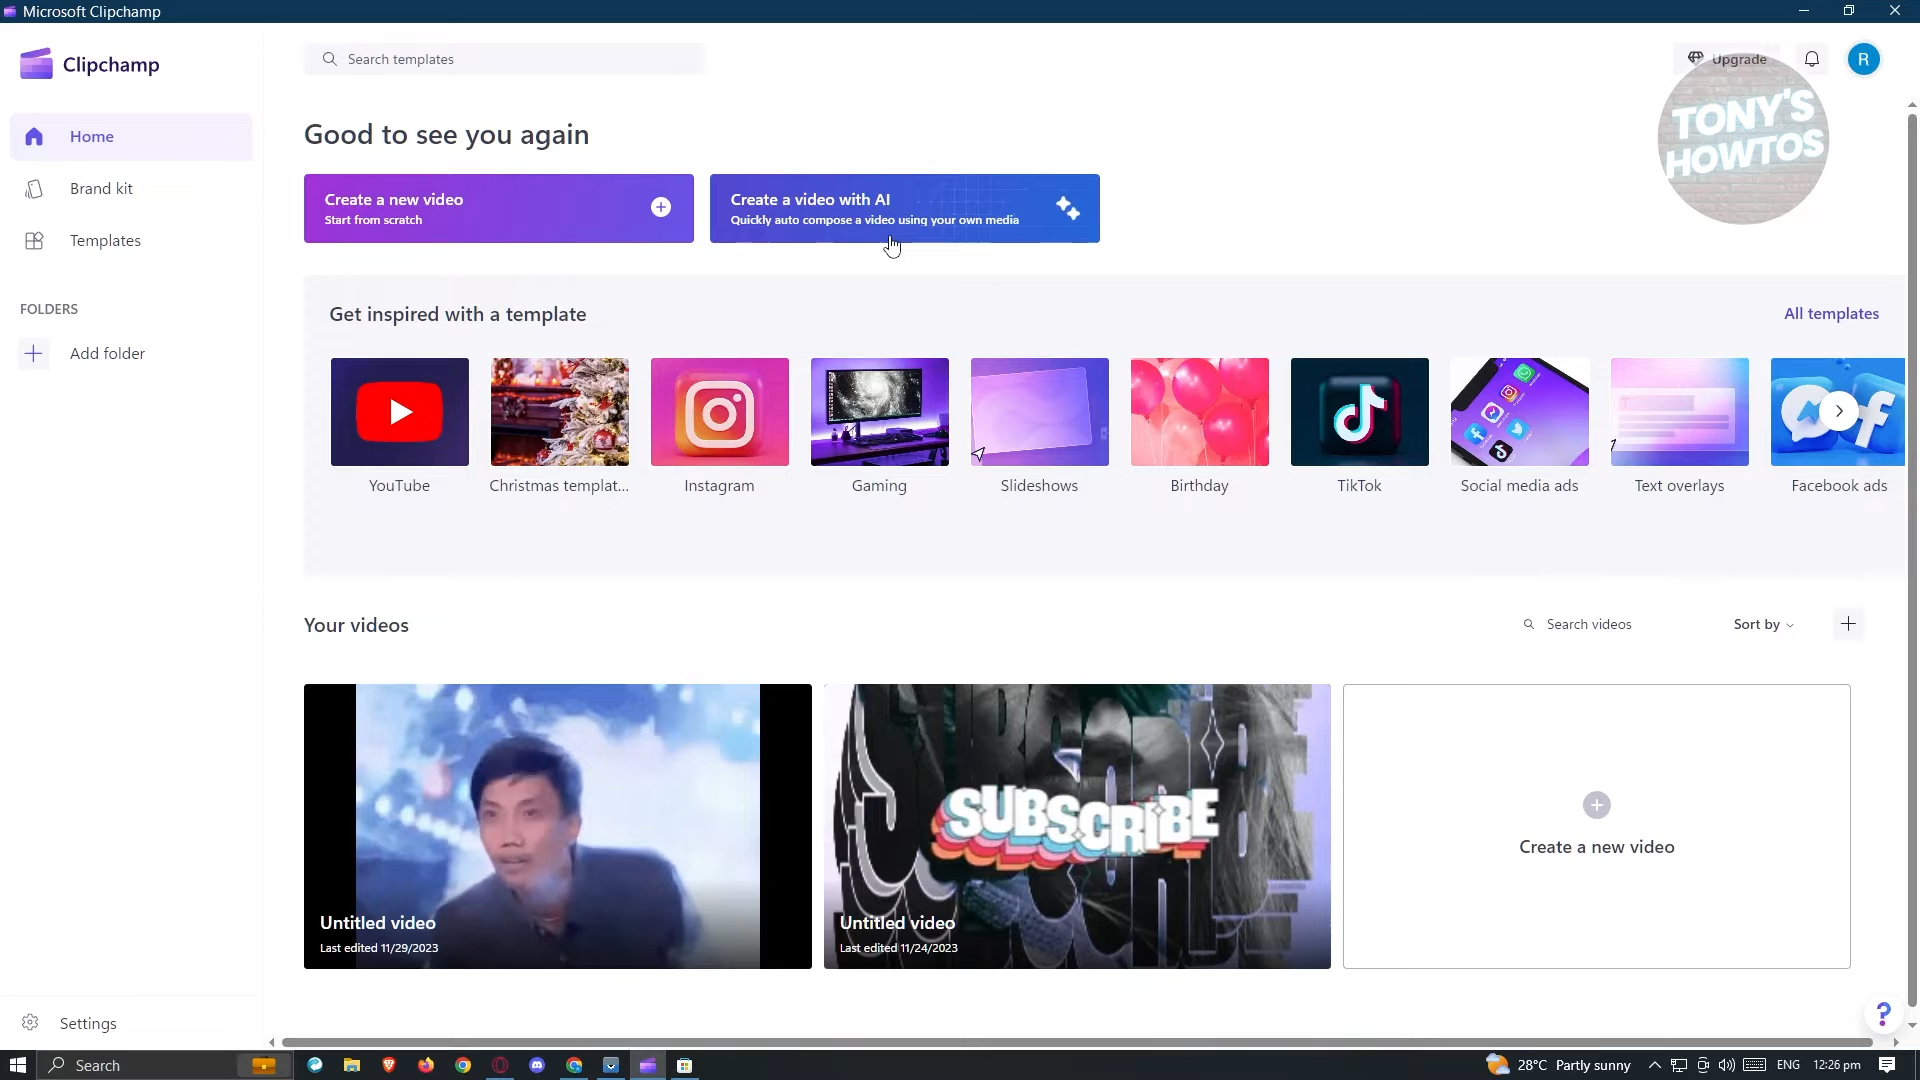 Microsoft Clipchamp
Clipchamp
Search templates
Upgrade
R
TONY'S
HOWTOS
Home
Brand kit
Templates
FOLDERS
Add folder
Good to see you again
Create a new video
Start from scratch
Create a video with AI
Quickly auto compose a video using your own media
Get inspired with a template
All templates
YouTube
Christmas templat...
Instagram
Gaming
Slideshows
Birthday
TikTok
Social media ads
Text overlays
Facebook ads
Your videos
Search videos
Sort by
SUBSCRIBE
Untitled video
Last edited 11/29/2023
Untitled video
Last edited 11/24/2023
Create a new video
Settings
?
Search
28°C Partly sunny
ENG
12:26 pm